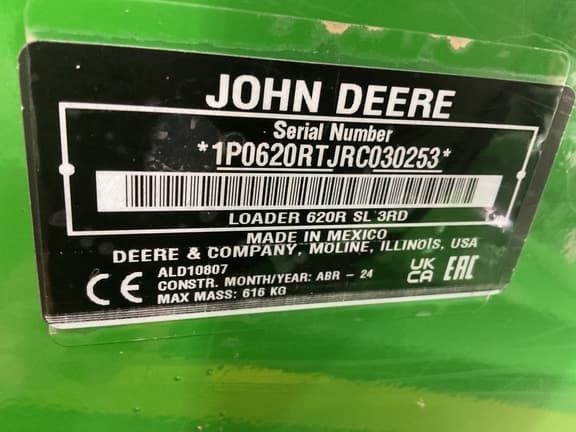 JOHN DEERE
Serial Number
*1P0620RTJRC030253*
LOADER 620R SL 3RD
MADE IN MEXICO
DEERE & COMPANY, MOLINE, ILLINOIS, USA
ALD10807
CONSTR. MONTH/YEAR: ABR - 24
MAX MASS: 616 KG
CE
UK CA
EAC